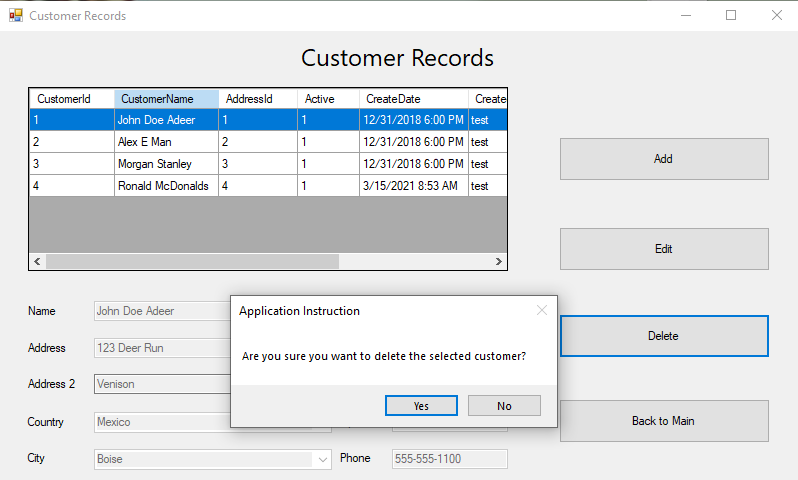 Customer Records
Customer Records
CustomerId CustomerName AddressId Active CreateDate Create
1 John Doe Adeer 1 1 12/31/2018 6:00 PM test
2 Alex E Man 2 1 12/31/2018 6:00 PM test
3 Morgan Stanley 3 1 12/31/2018 6:00 PM test
4 Ronald McDonalds 4 1 3/15/2021 8:53 AM test
Add
Edit
Delete
Back to Main
Name John Doe Adeer
Address 123 Deer Run
Address 2 Venison
Country Mexico
City Boise
Phone 555-555-1100
Application Instruction
Are you sure you want to delete the selected customer?
Yes No